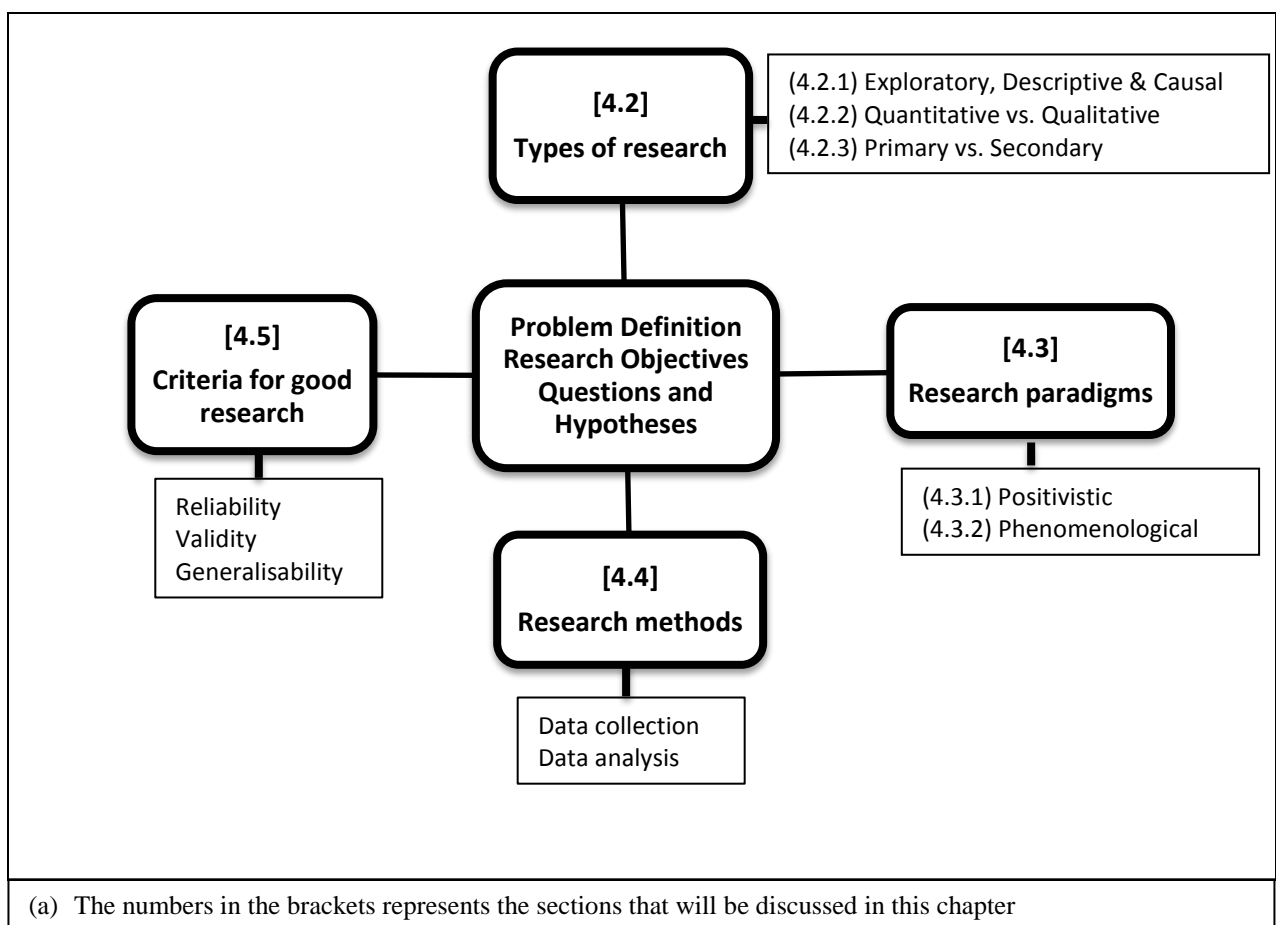 [4.2]
Types of research
(4.2.1) Exploratory, Descriptive & Causal
(4.2.2) Quantitative vs. Qualitative
(4.2.3) Primary vs. Secondary
[4.5]
Criteria for good
research
Reliability
Validity
Generalisability
Problem Definition
Research Objectives
Questions and
Hypotheses
[4.3]
Research paradigms
(4.3.1) Positivistic
(4.3.2) Phenomenological
[4.4]
Research methods
Data collection
Data analysis
(a) The numbers in the brackets represents the sections that will be discussed in this chapter